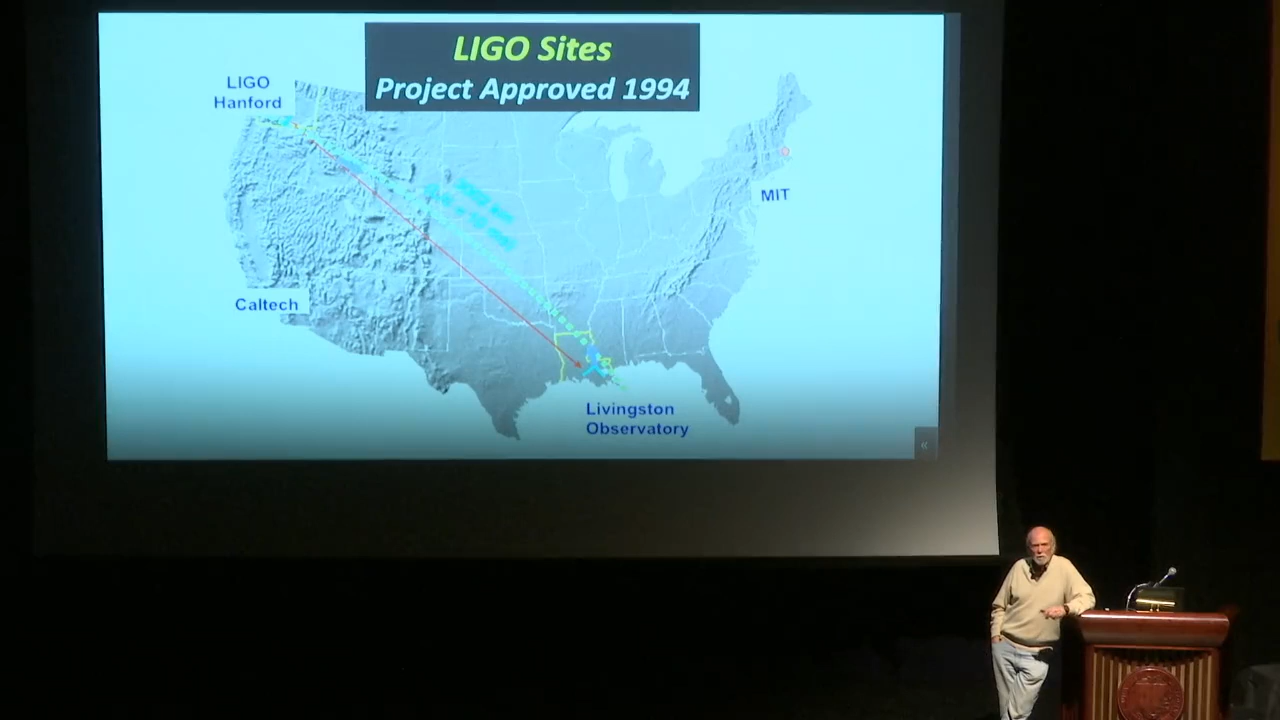 LIGO Sites
Project Approved 1994
LIGO
Hanford
MIT
Caltech
Livingston
Observatory
«